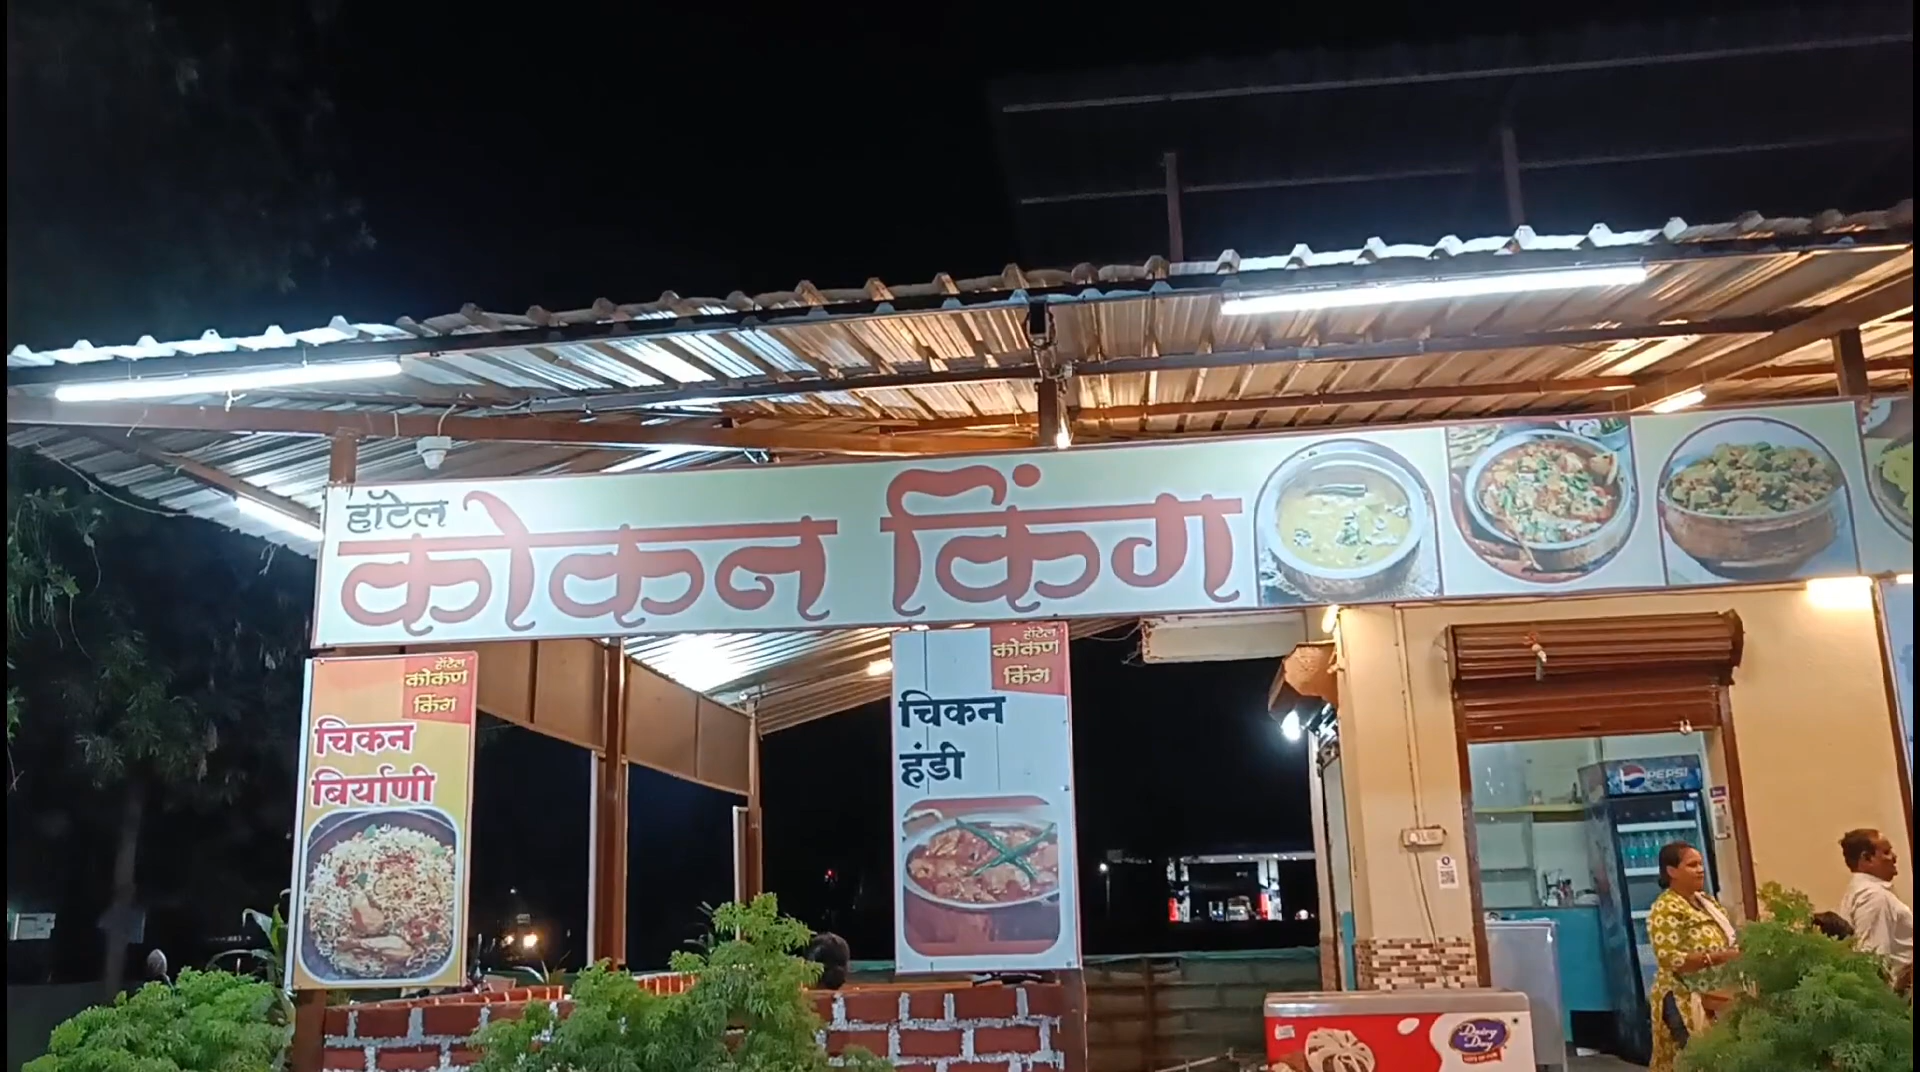 हॉटेल
कोकन किंग
हॉटेल
कोकण
किंग
चिकन
बिर्याणी
हॉटेल
कोकण
किंग
चिकन
हंडी
PEPSI
Dairy
Day